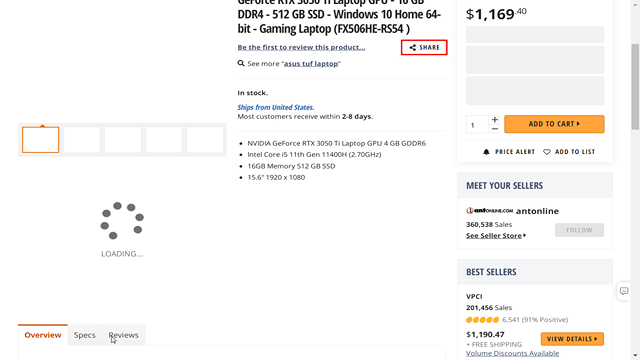 GeForce RTX 3050 Ti Laptop GPU - 16 GB
DDR4 - 512 GB SSD - Windows 10 Home 64-
bit - Gaming Laptop (FX506HE-RS54 )
Be the first to review this product...
SHARE
See more "asus tuf laptop"
In stock.
Ships from United States.
Most customers receive within 2-8 days.
NVIDIA GeForce RTX 3050 Ti Laptop GPU 4 GB GDDR6
Intel Core i5 11th Gen 11400H (2.70GHz)
16GB Memory 512 GB SSD
15.6" 1920 x 1080
LOADING...
Overview
Specs
Reviews
$1,169.40
1
ADD TO CART
PRICE ALERT
ADD TO LIST
MEET YOUR SELLERS
antonline.com antonline
360,538 Sales
See Seller Store
FOLLOW
BEST SELLERS
VPCI
201,456 Sales
6,541 (91% Positive)
$1,190.47
+ FREE SHIPPING
VIEW DETAILS
Volume Discounts Available